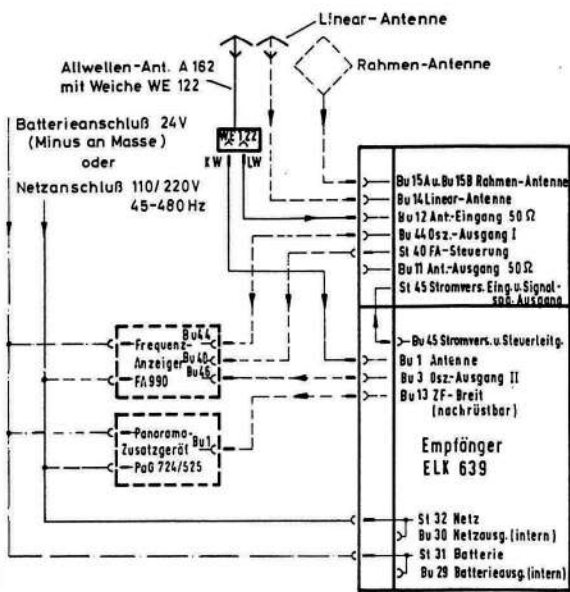 Linear-Antenne
Allwellen-Ant. A 162
mit Weiche WE 122
Rahmen-Antenne
Batterieanschluß 24V
(Minus an Masse)
oder
Netzanschluß 110/220V
45-480 Hz
WE 122
KW
LW
Bu 15A u. Bu 15B Rahmen-Antenne
Bu 14 Linear-Antenne
Bu 12 Ant.-Eingang 50 Ω
Bu 44 Osz.-Ausgang I
St 40 FA-Steuerung
Bu 11 Ant.-Ausgang 50 Ω
St 45 Stromvers. Eing. u. Signal-
spg. Ausgang
Bu 45 Stromvers. u. Steuerleitg.
Bu 1 Antenne
Bu 3 Osz-Ausgang II
Bu 13 ZF-Breit
(nachrüstbar)
Empfänger
ELK 639
St 32 Netz
Bu 30 Netzausg. (intern)
St 31 Batterie
Bu 29 Batterieausg. (intern)
Bu 44
Frequenz-
Bu 40
Anzeiger
Bu 46
FA 990
Panorama-
Bu 1
Zusatzgerät
PaG 724/525